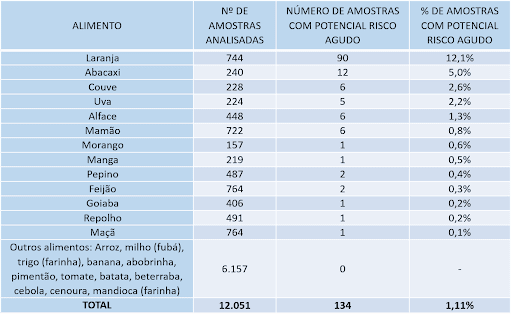 ALIMENTO Nº DE AMOSTRAS ANALISADAS NÚMERO DE AMOSTRAS COM POTENCIAL RISCO AGUDO % DE AMOSTRAS COM POTENCIAL RISCO AGUDO
Laranja 744 90 12,1%
Abacaxi 240 12 5,0%
Couve 228 6 2,6%
Uva 224 5 2,2%
Alface 448 6 1,3%
Mamão 722 6 0,8%
Morango 157 1 0,6%
Manga 219 1 0,5%
Pepino 487 2 0,4%
Feijão 764 2 0,3%
Goiaba 406 1 0,2%
Repolho 491 1 0,2%
Maçã 764 1 0,1%
Outros alimentos: Arroz, milho (fubá),
trigo (farinha), banana, abobrinha,
pimentão, tomate, batata, beterraba,
cebola, cenoura, mandioca (farinha)
6.157 0 -
TOTAL 12.051 134 1,11%